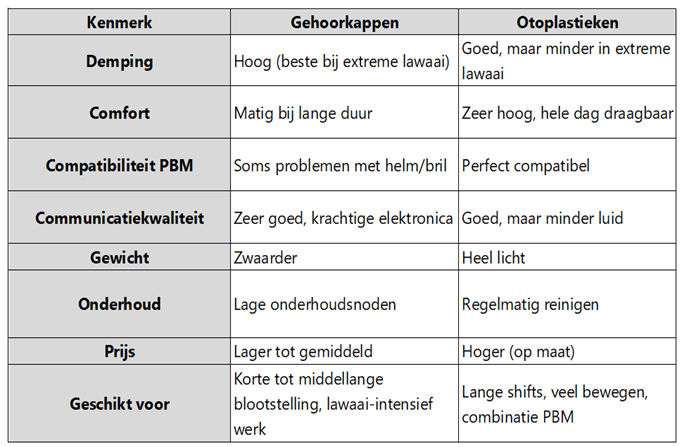 Kenmerk Gehoorkappen Otoplastieken
Demping Hoog (beste bij extreme lawaai) Goed, maar minder in extreme
lawaai
Comfort Matig bij lange duur Zeer hoog, hele dag draagbaar
Compatibiliteit PBM Soms problemen met helm/bril Perfect compatibel
Communicatiekwaliteit Zeer goed, krachtige elektronica Goed, maar minder luid
Gewicht Zwaarder Heel licht
Onderhoud Lage onderhoudsnoden Regelmatig reinigen
Prijs Lager tot gemiddeld Hoger (op maat)
Geschikt voor Korte tot middellange
blootstelling, lawaai-intensief
werk Lange shifts, veel bewegen,
combinatie PBM